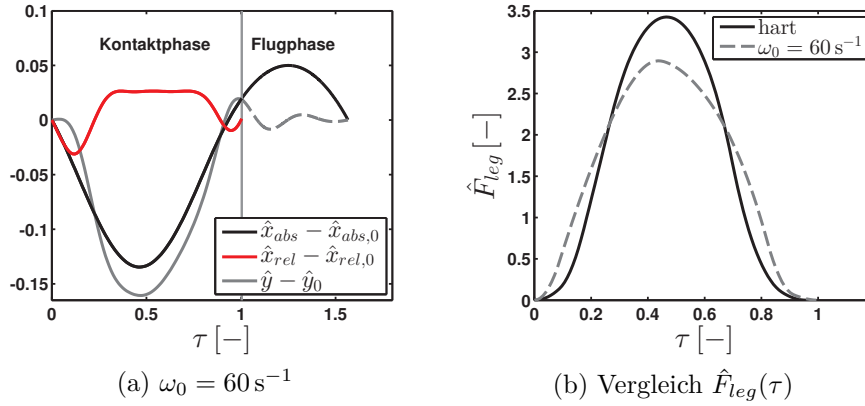 Kontaktphase Flugphase
0.05
0
-0.05
-0.1
-0.15
x̂_abs − x̂_abs,0
x̂_rel − x̂_rel,0
ŷ − ŷ_0
0 0.5 1 1.5
τ [−]
(a) ω_0 = 60 s^−1
3.5
3
2.5
2
1.5
1
0.5
0
F̂_leg [−]
hart
ω_0 = 60 s^−1
0 0.2 0.4 0.6 0.8 1
τ [−]
(b) Vergleich F̂_leg(τ)